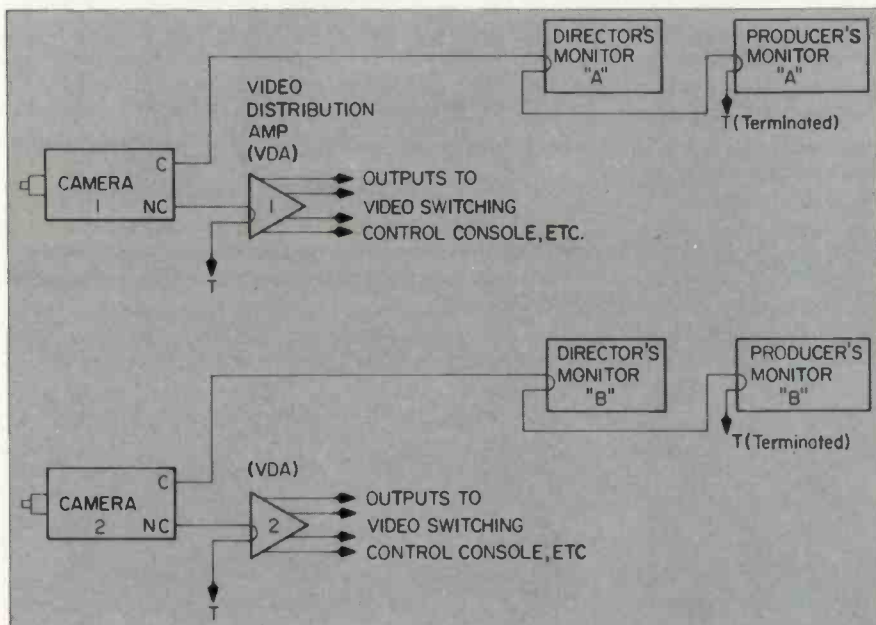 DIRECTOR'S
MONITOR
"A"
PRODUCER'S
MONITOR
"A"
T (Terminated)
VIDEO
DISTRIBUTION
AMP
(VDA)
C
CAMERA
1
NC
1
OUTPUTS TO
VIDEO SWITCHING
CONTROL CONSOLE, ETC.
T
DIRECTOR'S
MONITOR
"B"
PRODUCER'S
MONITOR
"B"
T (Terminated)
(VDA)
C
CAMERA
2
NC
2
OUTPUTS TO
VIDEO SWITCHING
CONTROL CONSOLE, ETC
T